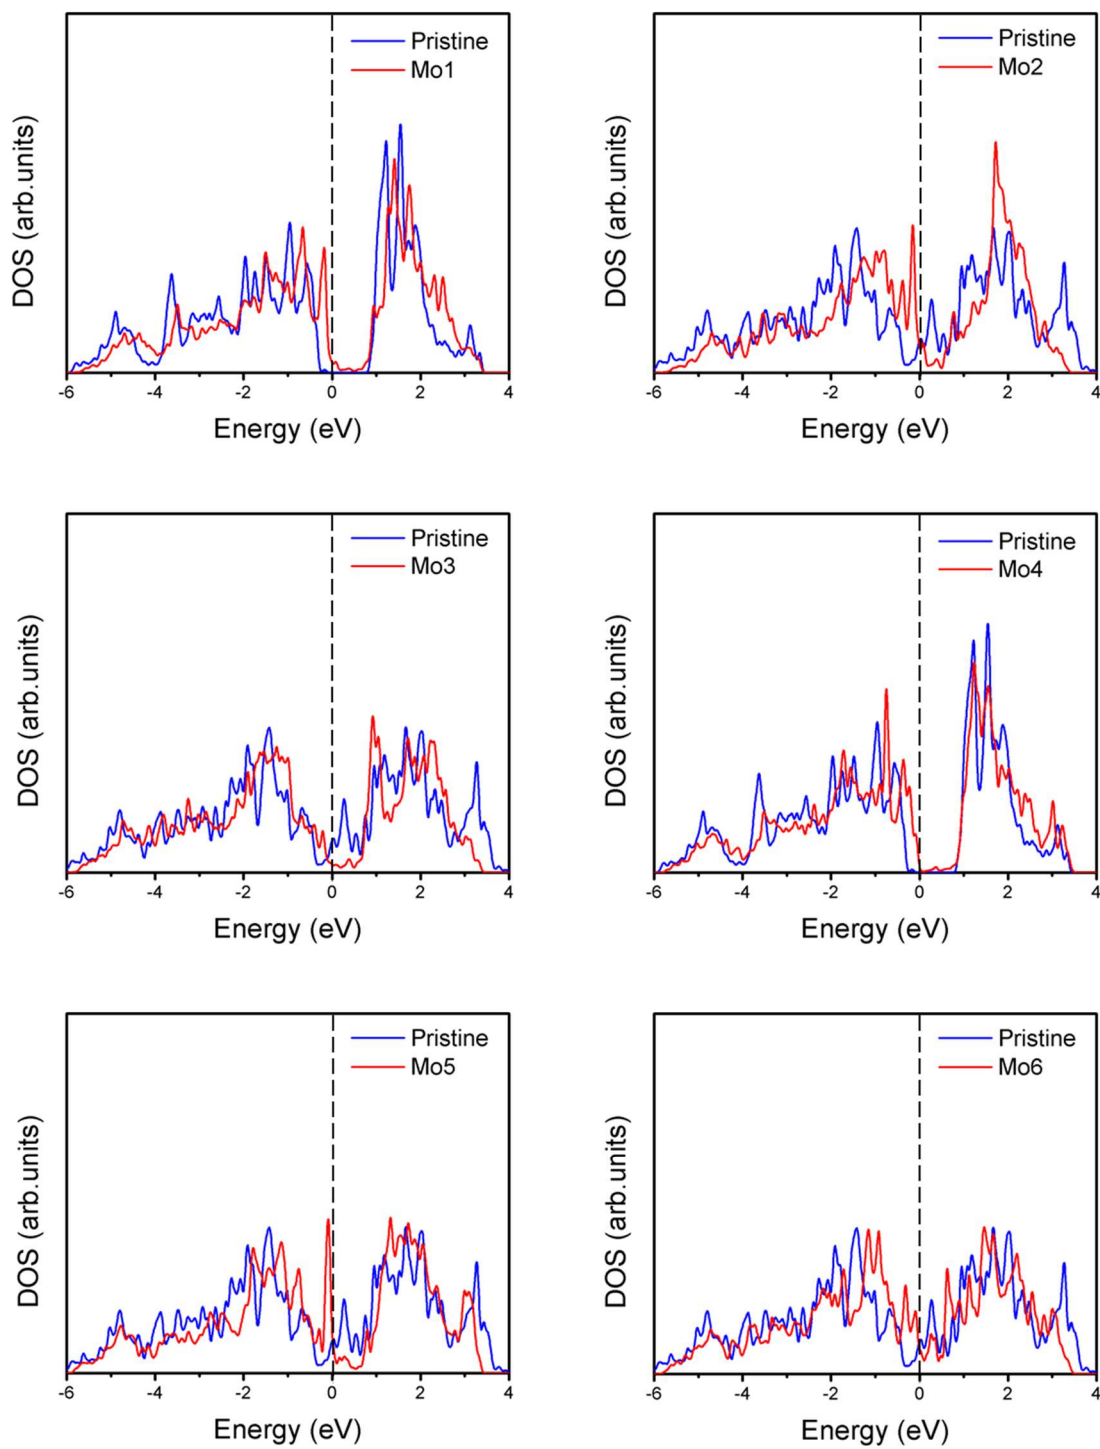 Pristine
Mo1
DOS (arb.units)
-6 -4 -2 0 2 4
Energy (eV)
Pristine
Mo2
DOS (arb.units)
-6 -4 -2 0 2 4
Energy (eV)
Pristine
Mo3
DOS (arb.units)
-6 -4 -2 0 2 4
Energy (eV)
Pristine
Mo4
DOS (arb.units)
-6 -4 -2 0 2 4
Energy (eV)
Pristine
Mo5
DOS (arb.units)
-6 -4 -2 0 2 4
Energy (eV)
Pristine
Mo6
DOS (arb.units)
-6 -4 -2 0 2 4
Energy (eV)